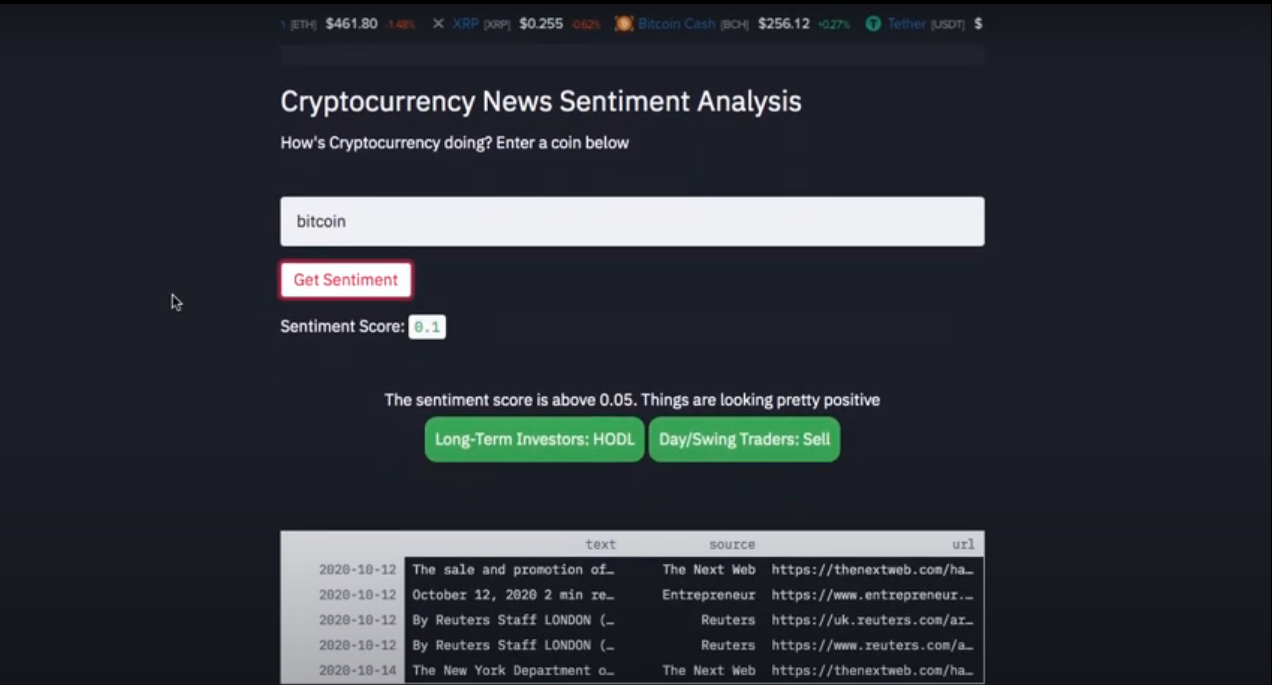 [ETH] $461.80 -1.48% XRP [XRP] $0.255 -0.62% Bitcoin Cash [BCH] $256.12 +0.27% Tether [USDT] $
Cryptocurrency News Sentiment Analysis
How's Cryptocurrency doing? Enter a coin below
bitcoin
Get Sentiment
Sentiment Score: 0.1
The sentiment score is above 0.05. Things are looking pretty positive
Long-Term Investors: HODL Day/Swing Traders: Sell
text source url
2020-10-12 The sale and promotion of… The Next Web https://thenextweb.com/ha…
2020-10-12 October 12, 2020 2 min re… Entrepreneur https://www.entrepreneur.…
2020-10-12 By Reuters Staff LONDON (… Reuters https://uk.reuters.com/ar…
2020-10-12 By Reuters Staff LONDON (… Reuters https://www.reuters.com/a…
2020-10-14 The New York Department o… The Next Web https://thenextweb.com/ha…